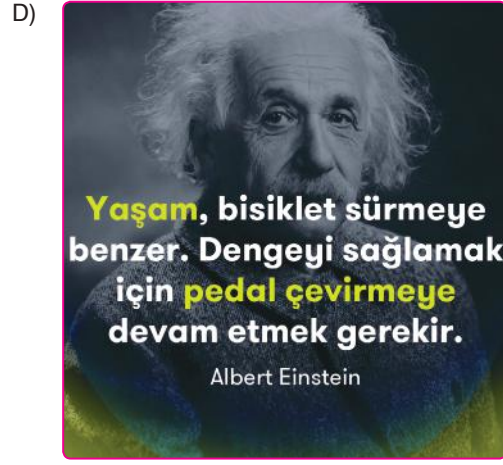 D)
Yaşam, bisiklet sürmeye
benzer. Dengeyi sağlamak
için pedal çevirmeye
devam etmek gerekir.
Albert Einstein